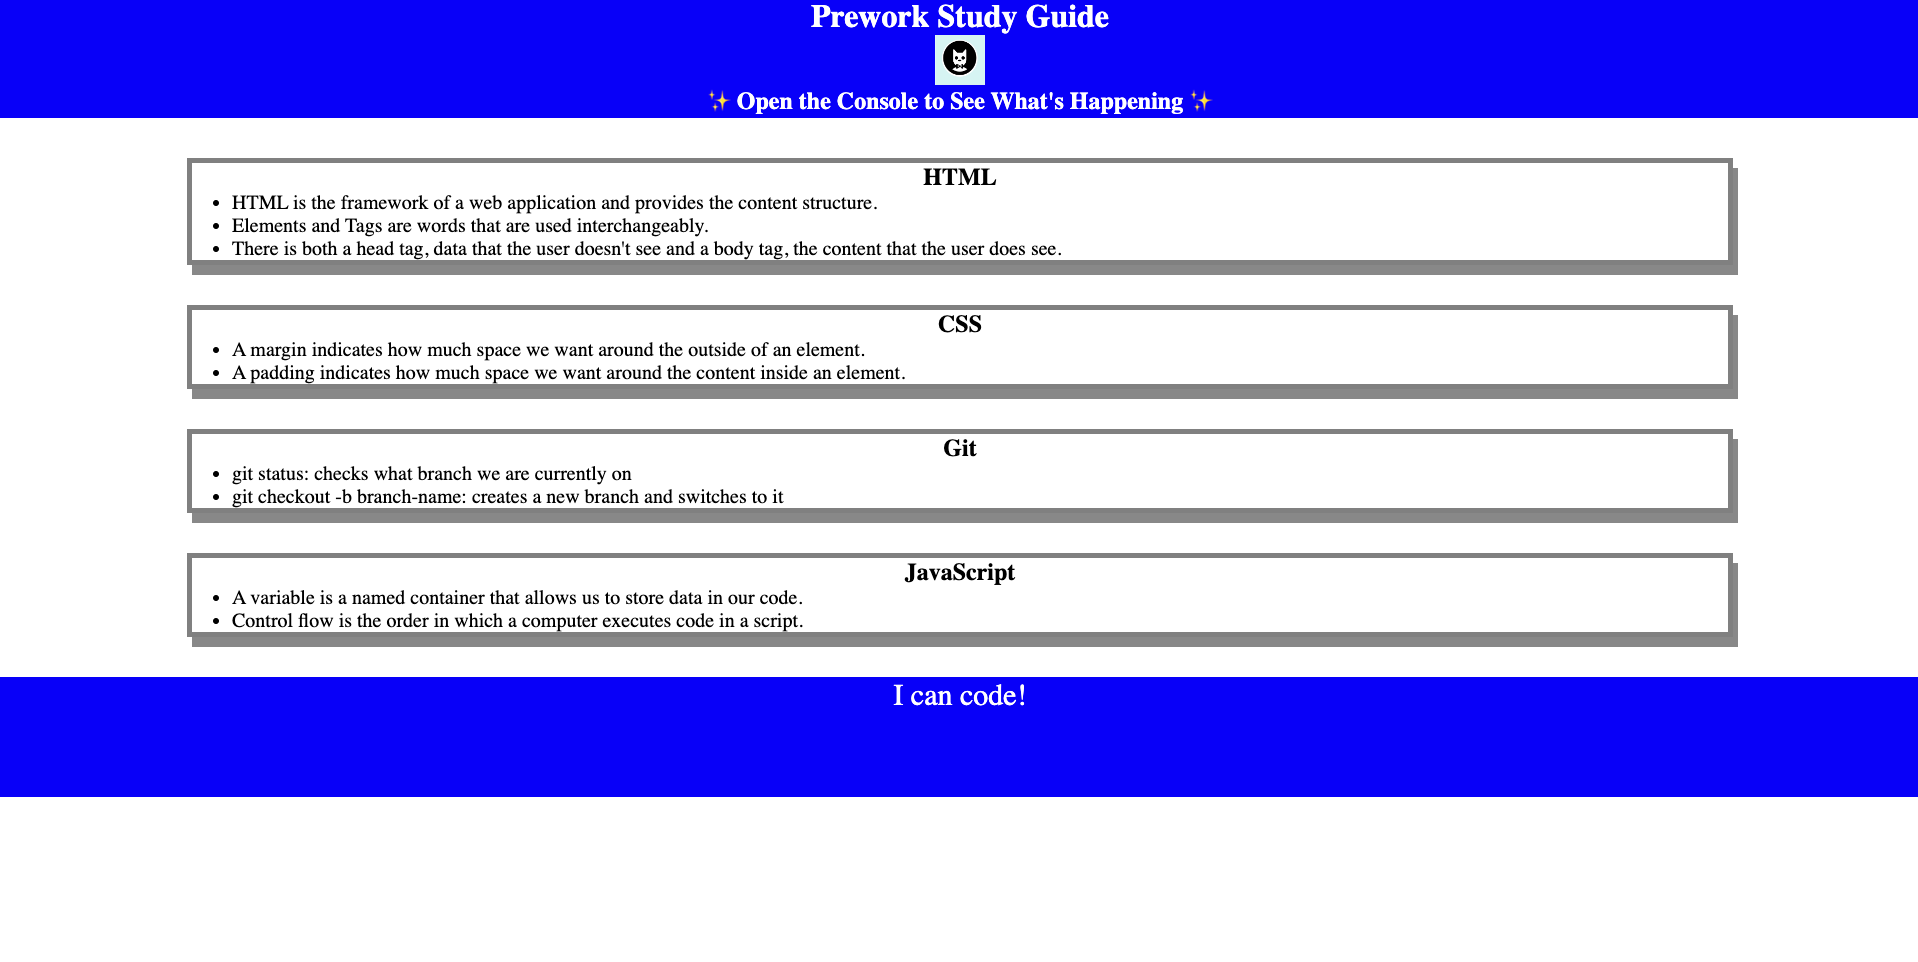 Prework Study Guide
✨ Open the Console to See What's Happening ✨
HTML
• HTML is the framework of a web application and provides the content structure.
• Elements and Tags are words that are used interchangeably.
• There is both a head tag, data that the user doesn't see and a body tag, the content that the user does see.
CSS
• A margin indicates how much space we want around the outside of an element.
• A padding indicates how much space we want around the content inside an element.
Git
• git status: checks what branch we are currently on
• git checkout -b branch-name: creates a new branch and switches to it
JavaScript
• A variable is a named container that allows us to store data in our code.
• Control flow is the order in which a computer executes code in a script.
I can code!